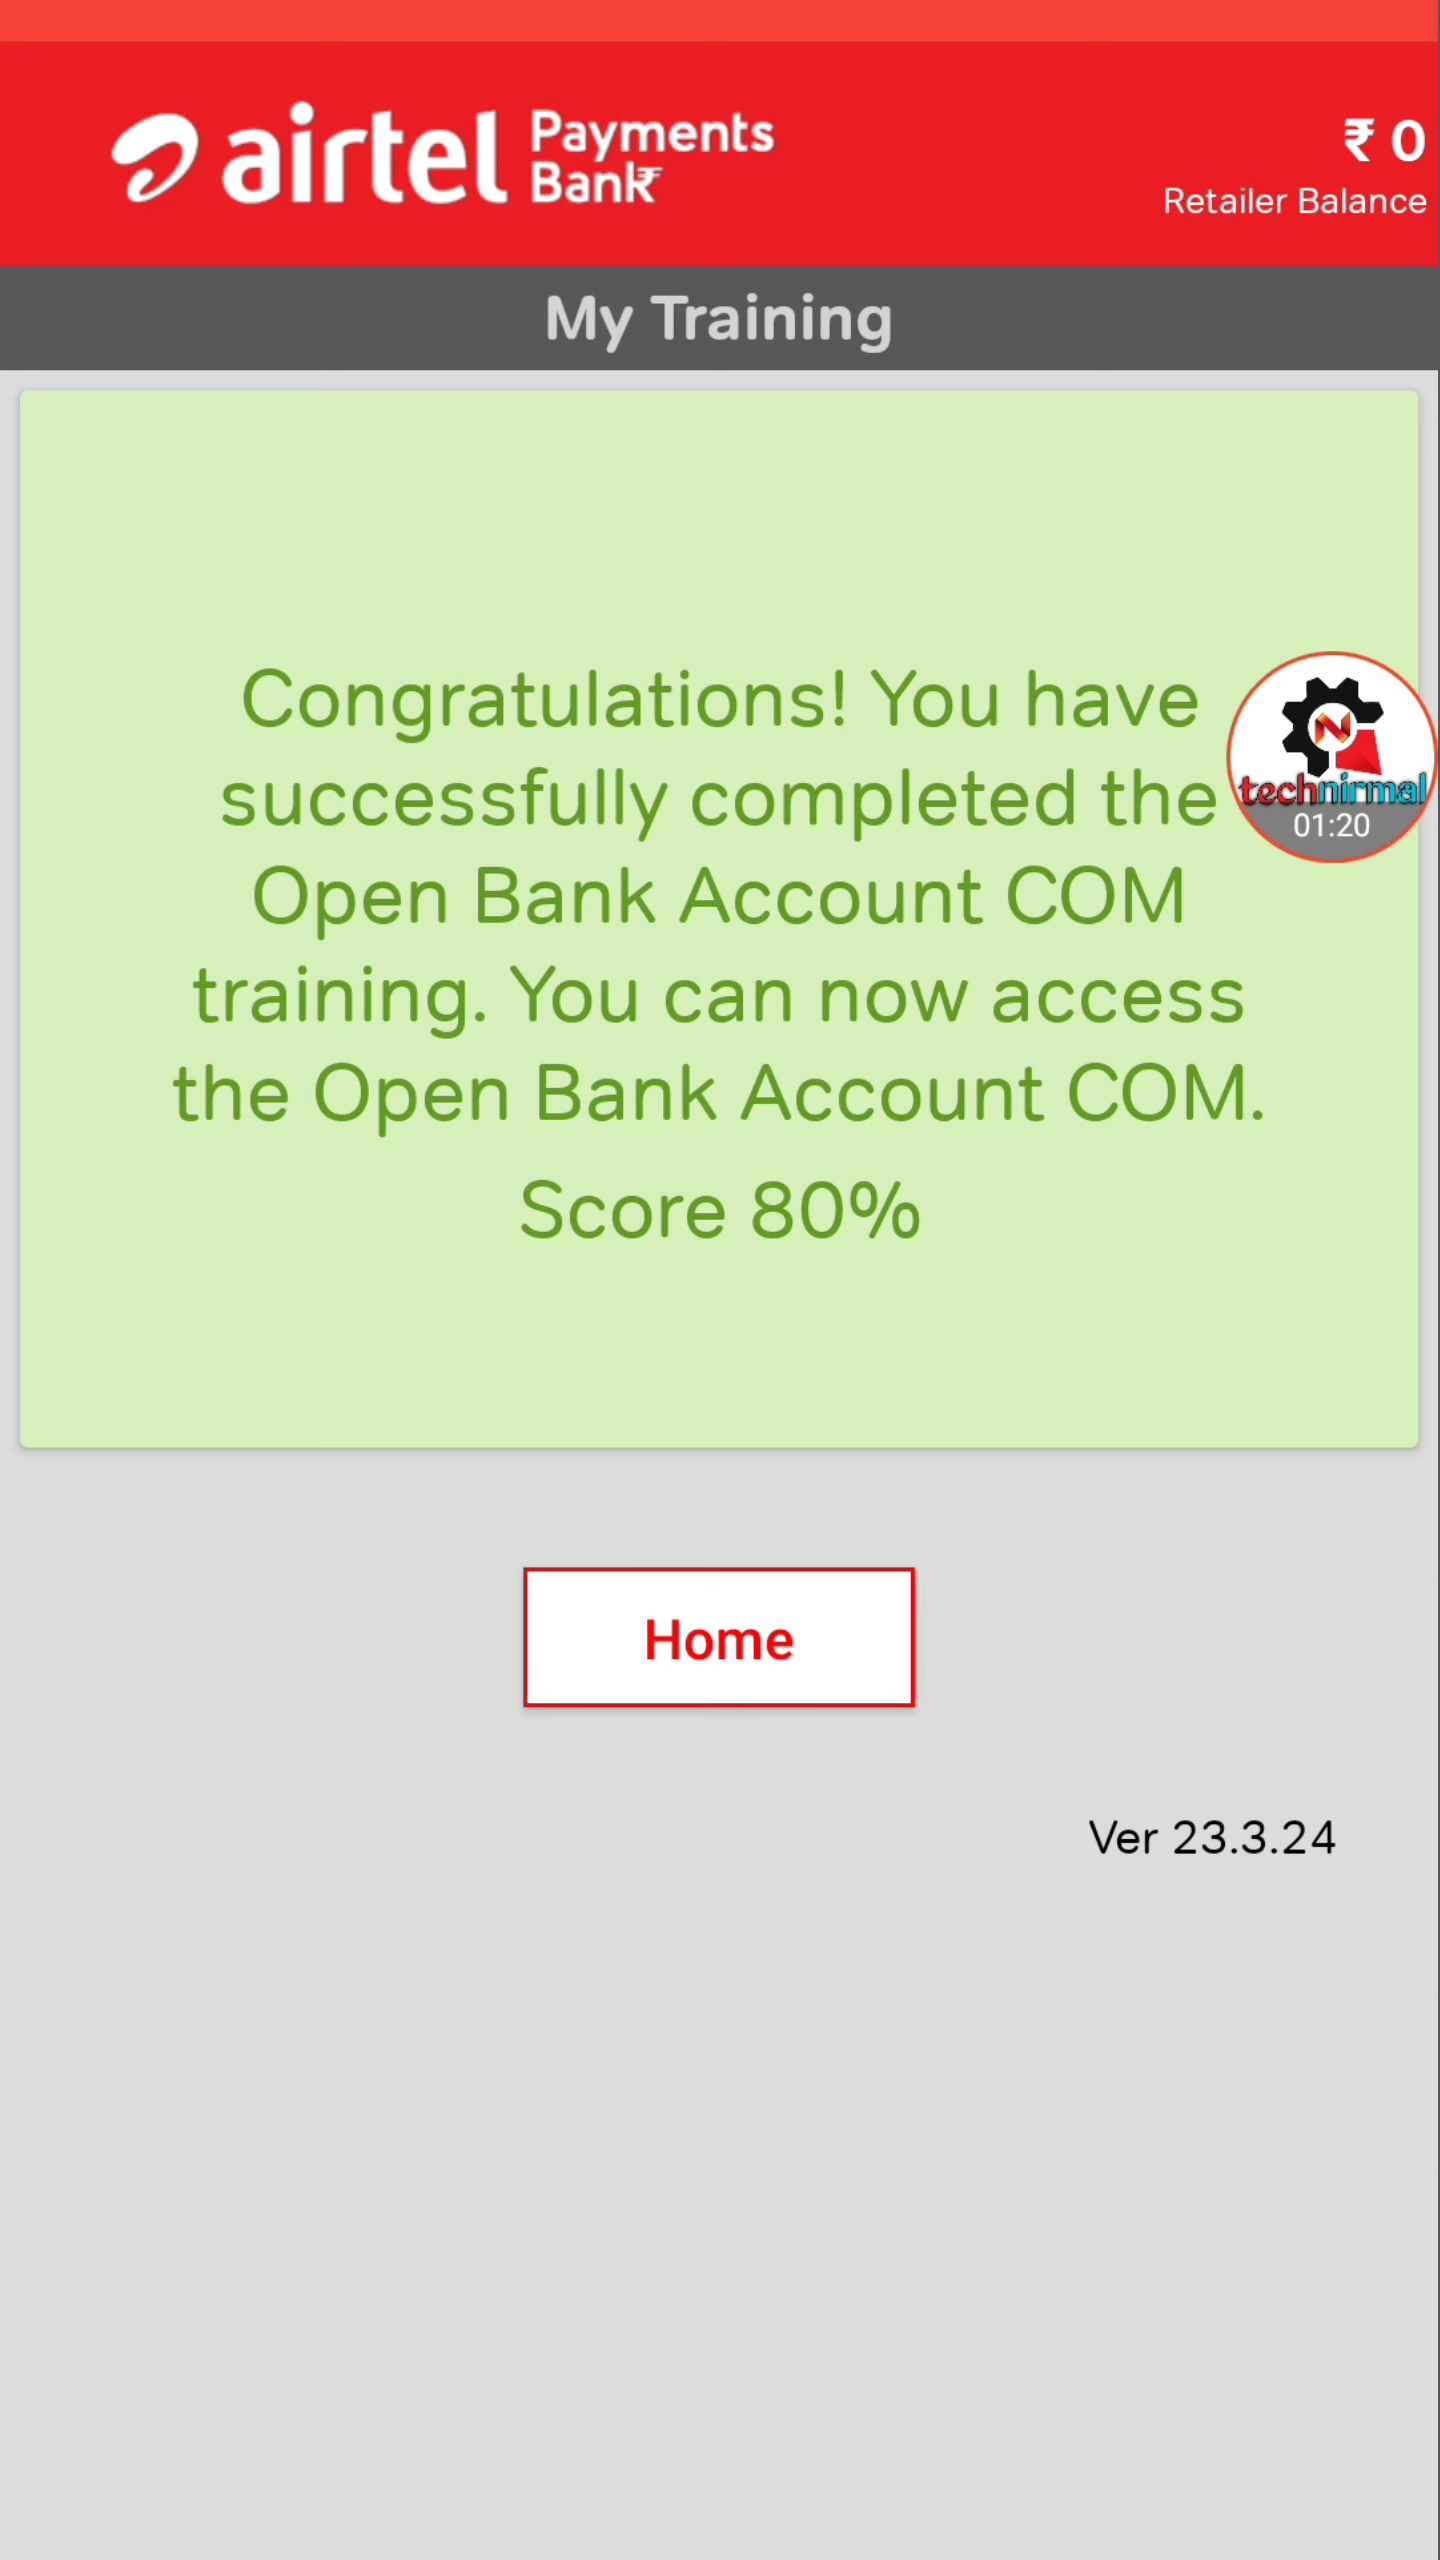 airtel Payments Bank
₹ 0
Retailer Balance
My Training
Congratulations! You have
successfully completed the
Open Bank Account COM
training. You can now access
the Open Bank Account COM.
Score 80%
N
technirmal
01:20
Home
Ver 23.3.24